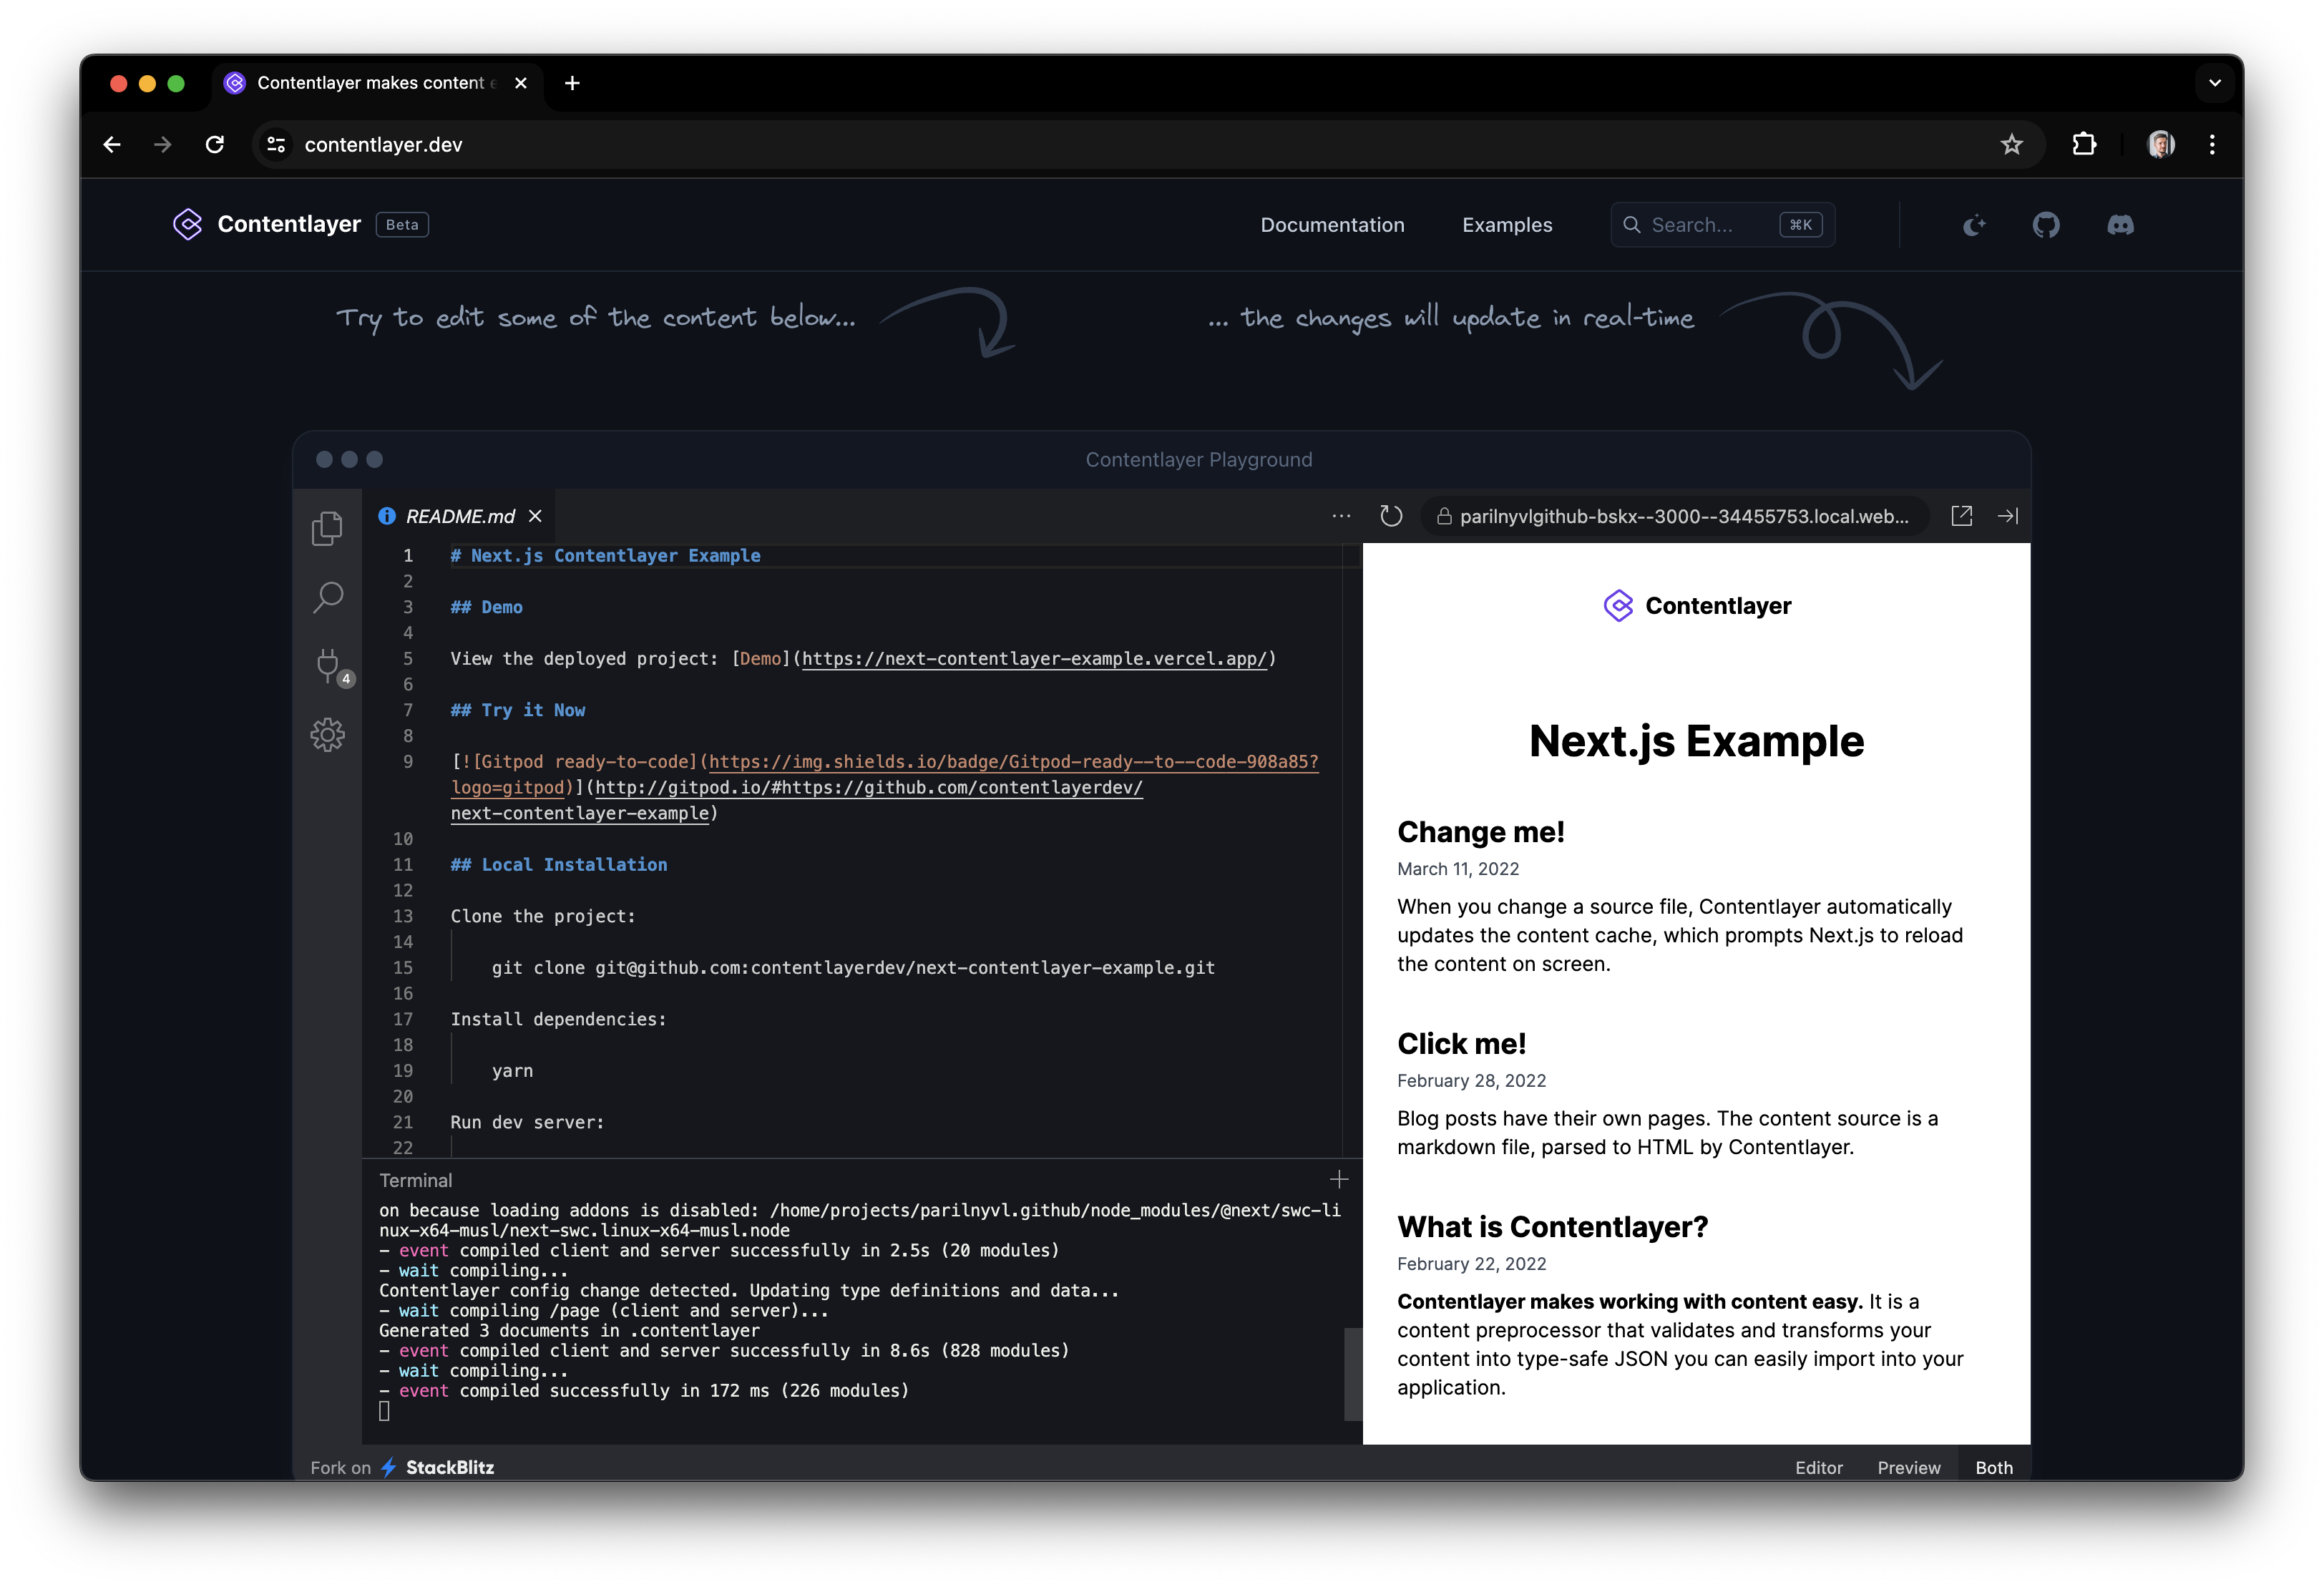 Contentlayer makes content
contentlayer.dev
Contentlayer Beta
Documentation
Examples
Search...
⌘K
Try to edit some of the content below...
... the changes will update in real-time
Contentlayer Playground
README.md
parilnyvlgithub-bskx--3000--34455753.local.web...
4
1 # Next.js Contentlayer Example
2
3 ## Demo
4
5 View the deployed project: [Demo](https://next-contentlayer-example.vercel.app/)
6
7 ## Try it Now
8
9 [![Gitpod ready-to-code](https://img.shields.io/badge/Gitpod-ready--to--code-908a85?
logo=gitpod)](http://gitpod.io/#https://github.com/contentlayerdev/
next-contentlayer-example)
10
11 ## Local Installation
12
13 Clone the project:
14
15 git clone git@github.com:contentlayerdev/next-contentlayer-example.git
16
17 Install dependencies:
18
19 yarn
20
21 Run dev server:
22
Terminal
on because loading addons is disabled: /home/projects/parilnyvl.github/node_modules/@next/swc-li
nux-x64-musl/next-swc.linux-x64-musl.node
- event compiled client and server successfully in 2.5s (20 modules)
- wait compiling...
Contentlayer config change detected. Updating type definitions and data...
- wait compiling /page (client and server)...
Generated 3 documents in .contentlayer
- event compiled client and server successfully in 8.6s (828 modules)
- wait compiling...
- event compiled successfully in 172 ms (226 modules)
Contentlayer
Next.js Example
Change me!
March 11, 2022
When you change a source file, Contentlayer automatically
updates the content cache, which prompts Next.js to reload
the content on screen.
Click me!
February 28, 2022
Blog posts have their own pages. The content source is a
markdown file, parsed to HTML by Contentlayer.
What is Contentlayer?
February 22, 2022
Contentlayer makes working with content easy. It is a
content preprocessor that validates and transforms your
content into type-safe JSON you can easily import into your
application.
Fork on StackBlitz
Editor
Preview
Both